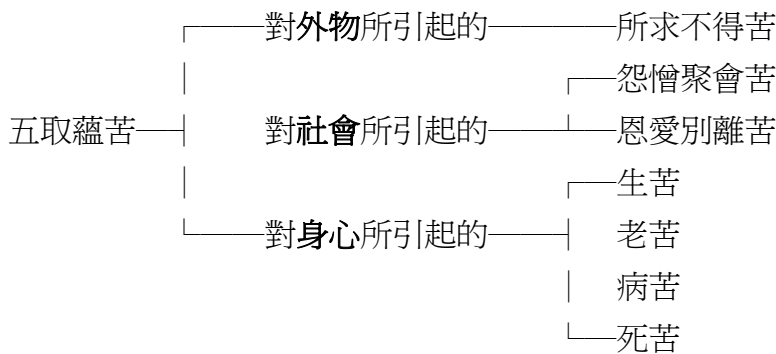 對外物所引起的 所求不得苦
怨憎聚會苦
五取蘊苦 對社會所引起的 恩愛別離苦
生苦
對身心所引起的 老苦
病苦
死苦